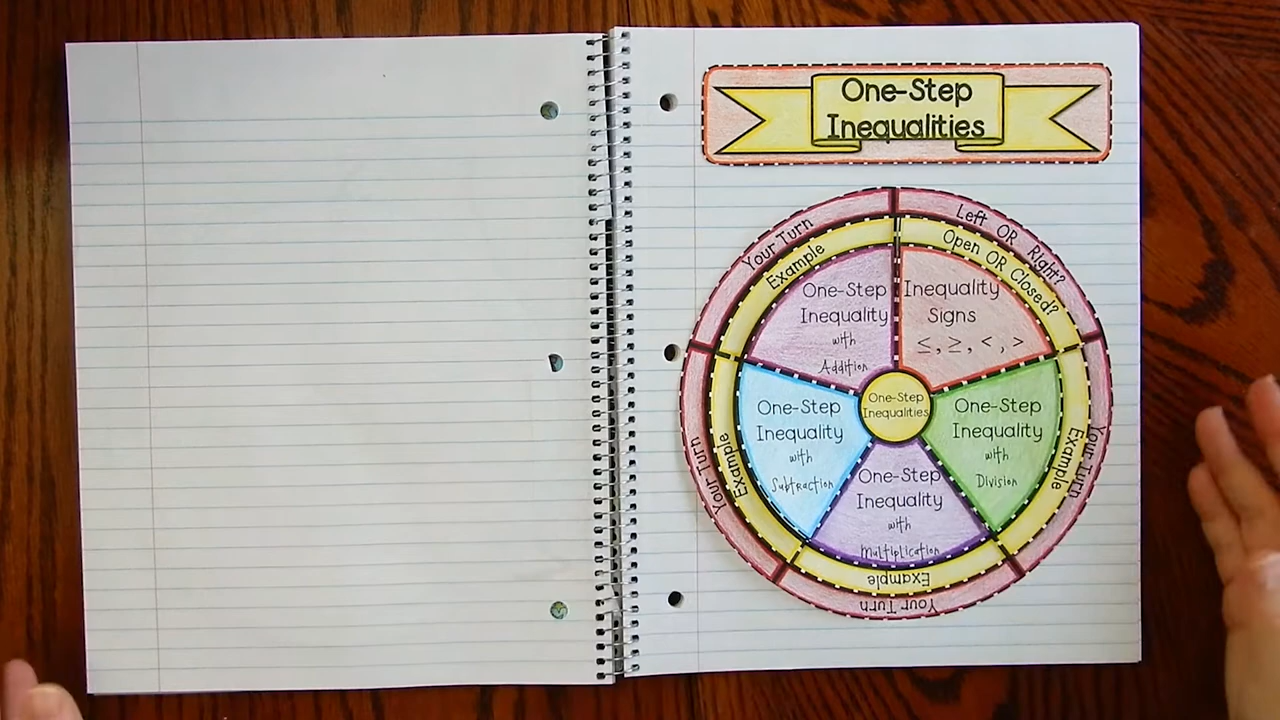 One-Step
Inequalities
Left OR Right?
Open OR Closed?
Inequality
Signs
≤, ≥, <, >
Your Turn
Example
One-Step
Inequality
with
Addition
One-Step
Inequalities
Your Turn
Example
One-Step
Inequality
with
Subtraction
One-Step
Inequality
with
Division
Example
Your Turn
One-Step
Inequality
with
Multiplication
Example
Your Turn